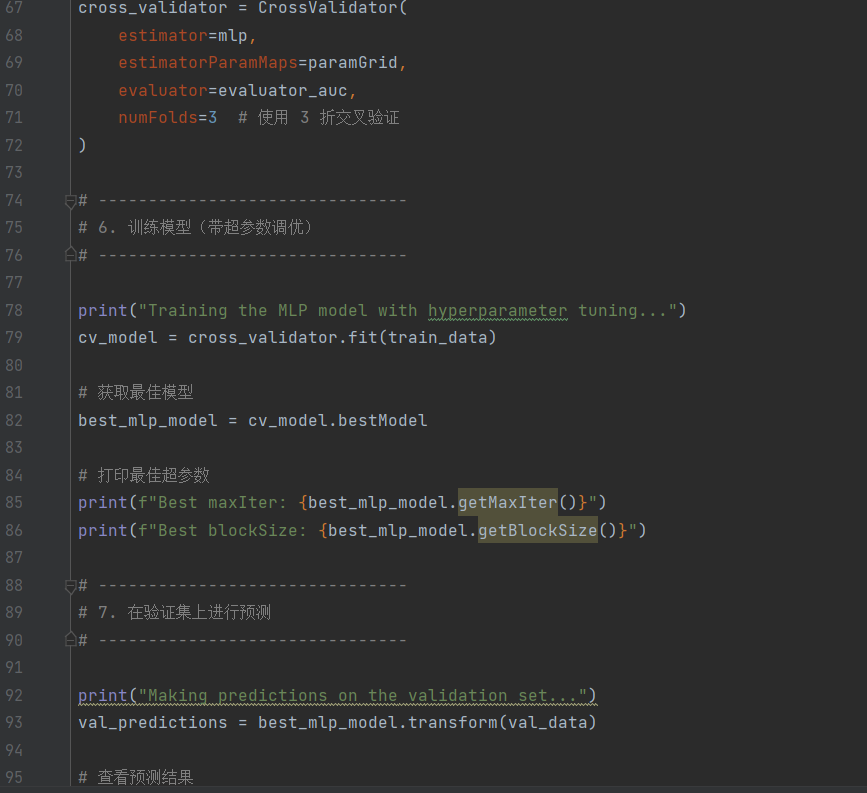 67 cross_validator = CrossValidator(
68     estimator=mlp,
69     estimatorParamMaps=paramGrid,
70     evaluator=evaluator_auc,
71     numFolds=3  # 使用 3 折交叉验证
72 )
73
74 # -------------------------------
75 # 6. 训练模型（带超参数调优）
76 # -------------------------------
77
78 print("Training the MLP model with hyperparameter tuning...")
79 cv_model = cross_validator.fit(train_data)
80
81 # 获取最佳模型
82 best_mlp_model = cv_model.bestModel
83
84 # 打印最佳超参数
85 print(f"Best maxIter: {best_mlp_model.getMaxIter()}")
86 print(f"Best blockSize: {best_mlp_model.getBlockSize()}")
87
88 # -------------------------------
89 # 7. 在验证集上进行预测
90 # -------------------------------
91
92 print("Making predictions on the validation set...")
93 val_predictions = best_mlp_model.transform(val_data)
94
95 # 查看预测结果